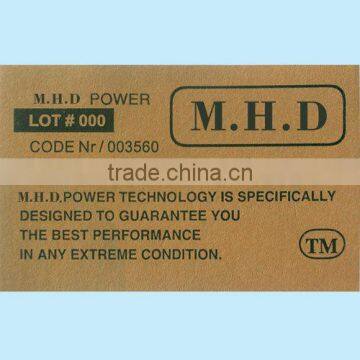 M.H.D POWER
LOT # 000
CODE Nr / 003560
M.H.D
trade.china.cn
M.H.D. POWER TECHNOLOGY IS SPECIFICALLY
DESIGNED TO GUARANTEE YOU
THE BEST PERFORMANCE
IN ANY EXTREME CONDITION.
TM